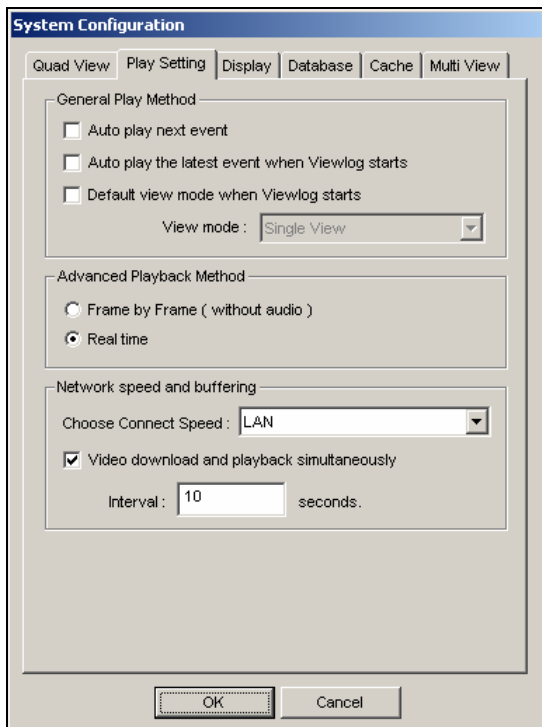 System Configuration
Quad View Play Setting Display Database Cache Multi View
General Play Method
Auto play next event
Auto play the latest event when Viewlog starts
Default view mode when Viewlog starts
View mode : Single View
Advanced Playback Method
Frame by Frame ( without audio )
Real time
Network speed and buffering
Choose Connect Speed : LAN
Video download and playback simultaneously
Interval : 10 seconds.
OK Cancel